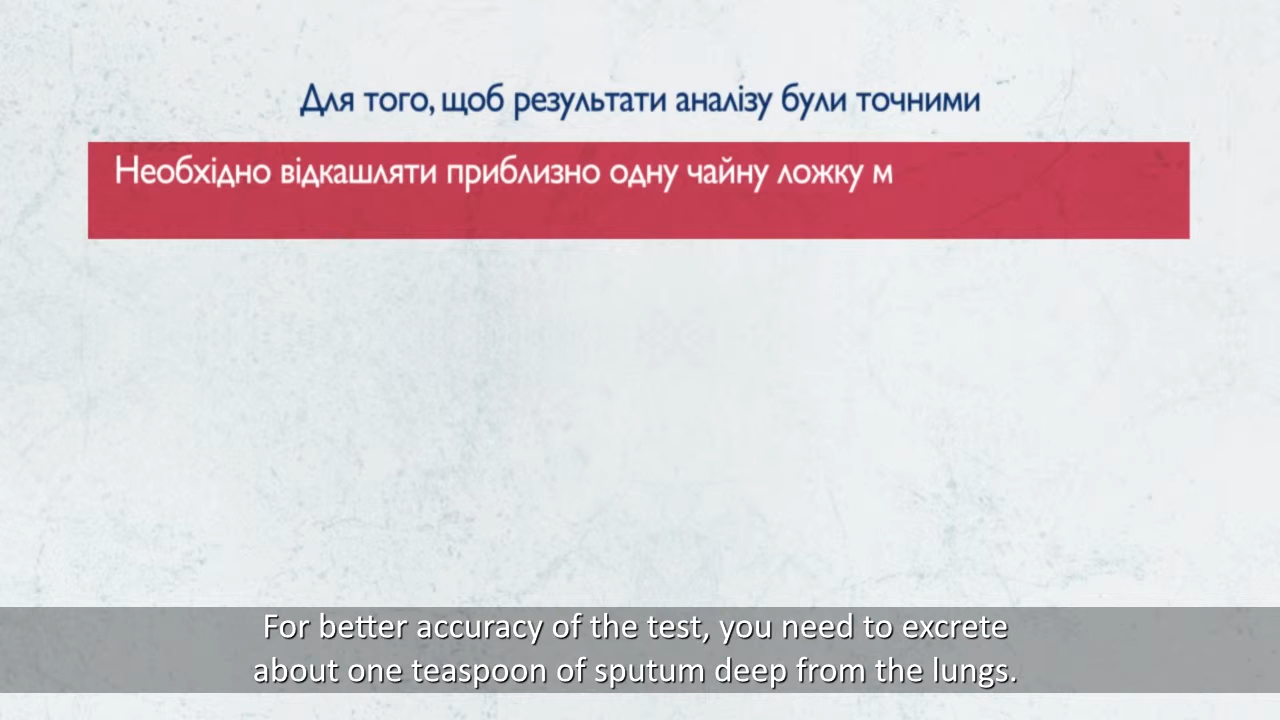 Для того, щоб результати аналізу були точними
Необхідно відкашляти приблизно одну чайну ложку м
For better accuracy of the test, you need to excrete
about one teaspoon of sputum deep from the lungs.